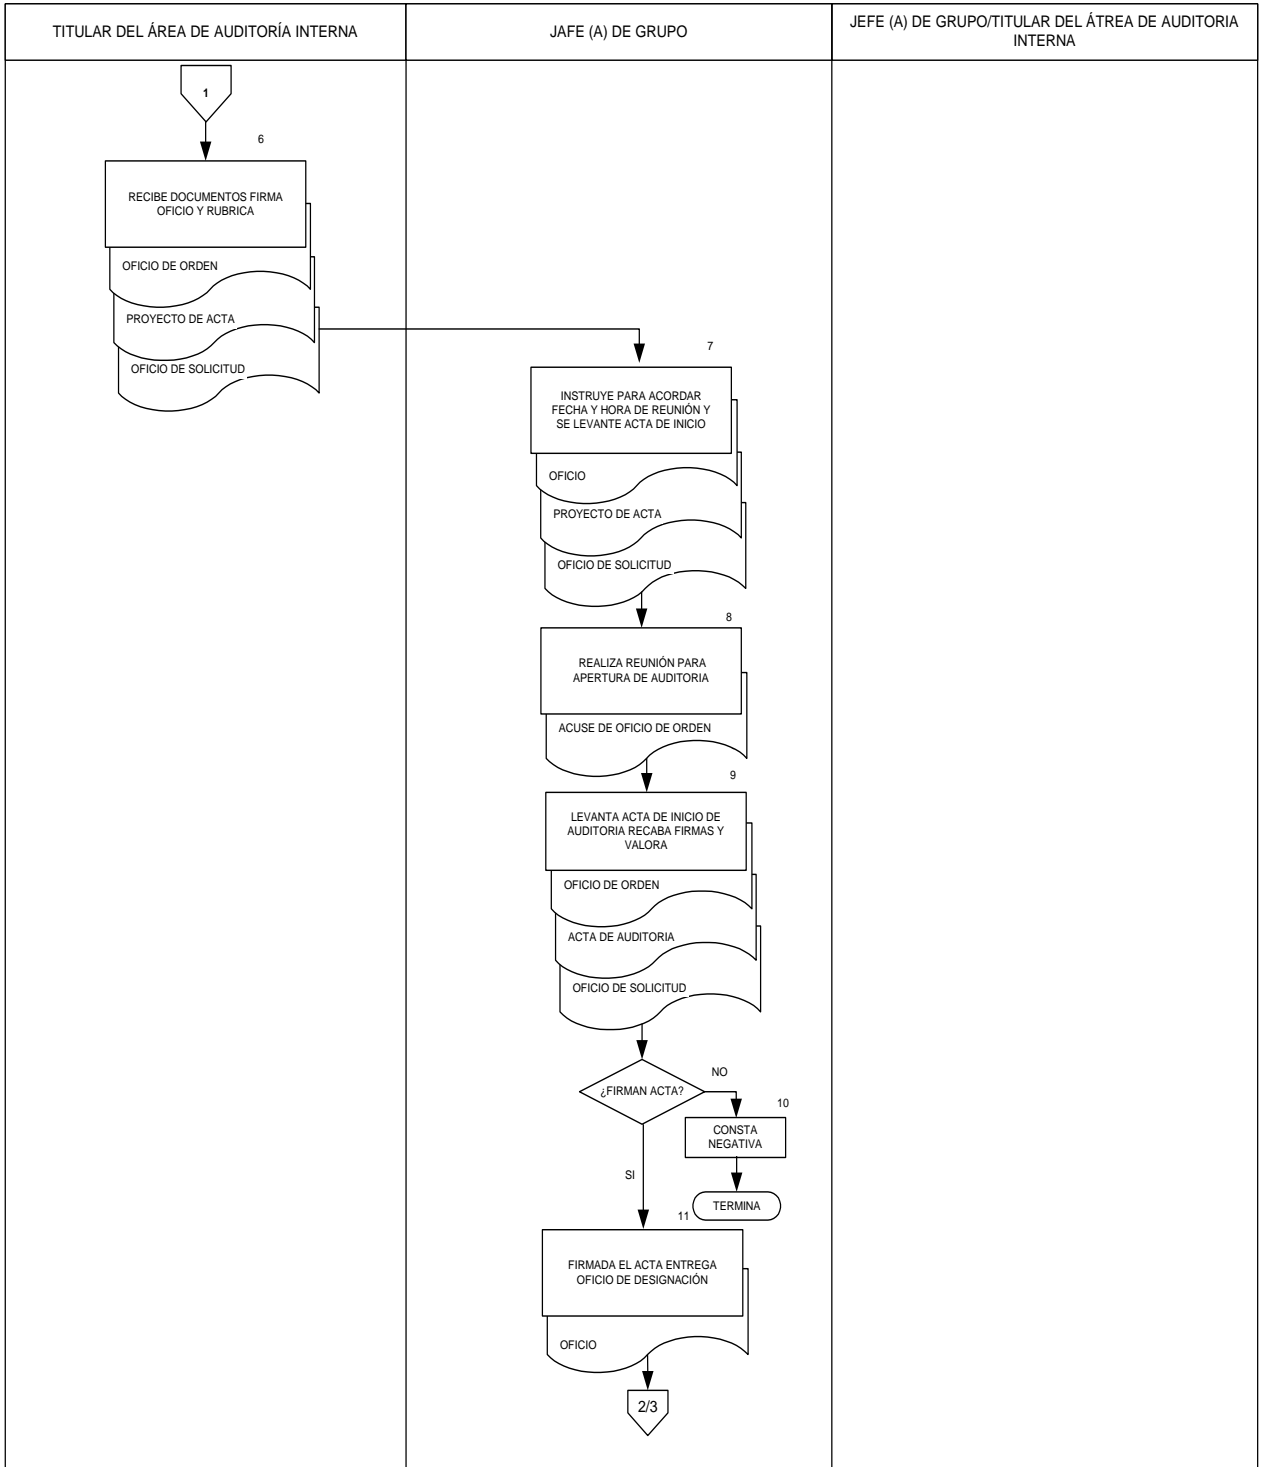 TITULAR DEL ÁREA DE AUDITORÍA INTERNA
JAFE (A) DE GRUPO
JEFE (A) DE GRUPO/TITULAR DEL ÁTREA DE AUDITORIA
INTERNA
1
6
RECIBE DOCUMENTOS FIRMA
OFICIO Y RUBRICA
OFICIO DE ORDEN
PROYECTO DE ACTA
OFICIO DE SOLICITUD
7
INSTRUYE PARA ACORDAR
FECHA Y HORA DE REUNIÓN Y
SE LEVANTE ACTA DE INICIO
OFICIO
PROYECTO DE ACTA
OFICIO DE SOLICITUD
8
REALIZA REUNIÓN PARA
APERTURA DE AUDITORIA
ACUSE DE OFICIO DE ORDEN
9
LEVANTA ACTA DE INICIO DE
AUDITORIA RECABA FIRMAS Y
VALORA
OFICIO DE ORDEN
ACTA DE AUDITORIA
OFICIO DE SOLICITUD
¿FIRMAN ACTA?
NO
10
CONSTA
NEGATIVA
TERMINA
SI
11
FIRMADA EL ACTA ENTREGA
OFICIO DE DESIGNACIÓN
OFICIO
2/3